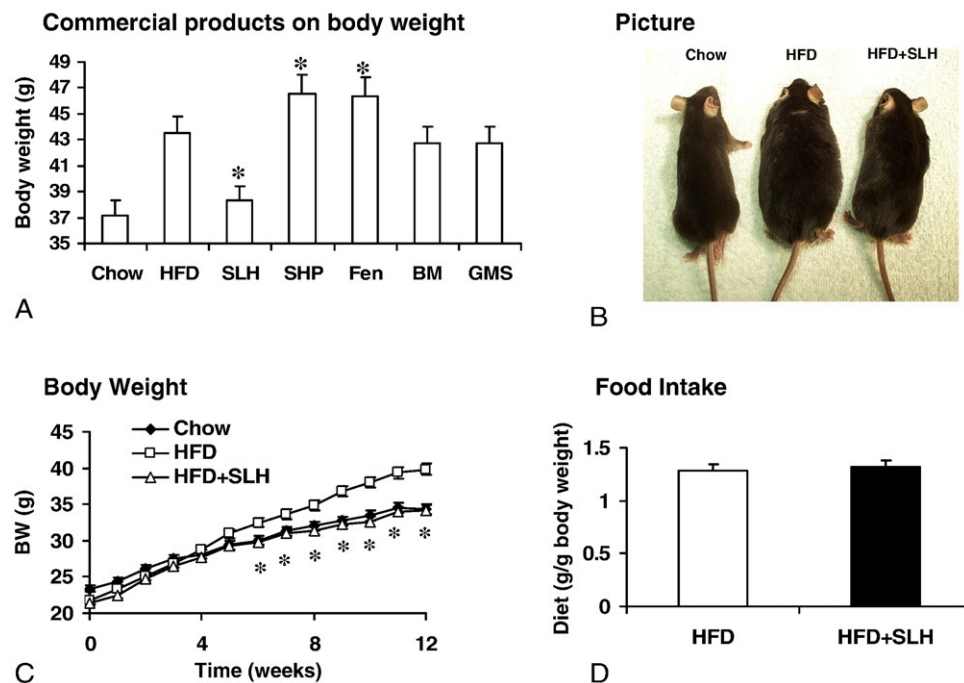 Commercial products on body weight
Body weight (g)
49
47
45
43
41
39
37
35
*
*
*
Chow HFD SLH SHP Fen BM GMS
A
Picture
Chow HFD HFD+SLH
B
Body Weight
BW (g)
45
40
35
30
25
20
Chow
HFD
HFD+SLH
* * * * * * *
0 4 8 12
Time (weeks)
C
Food Intake
Diet (g/g body weight)
1.5
1
0.5
0
HFD HFD+SLH
D